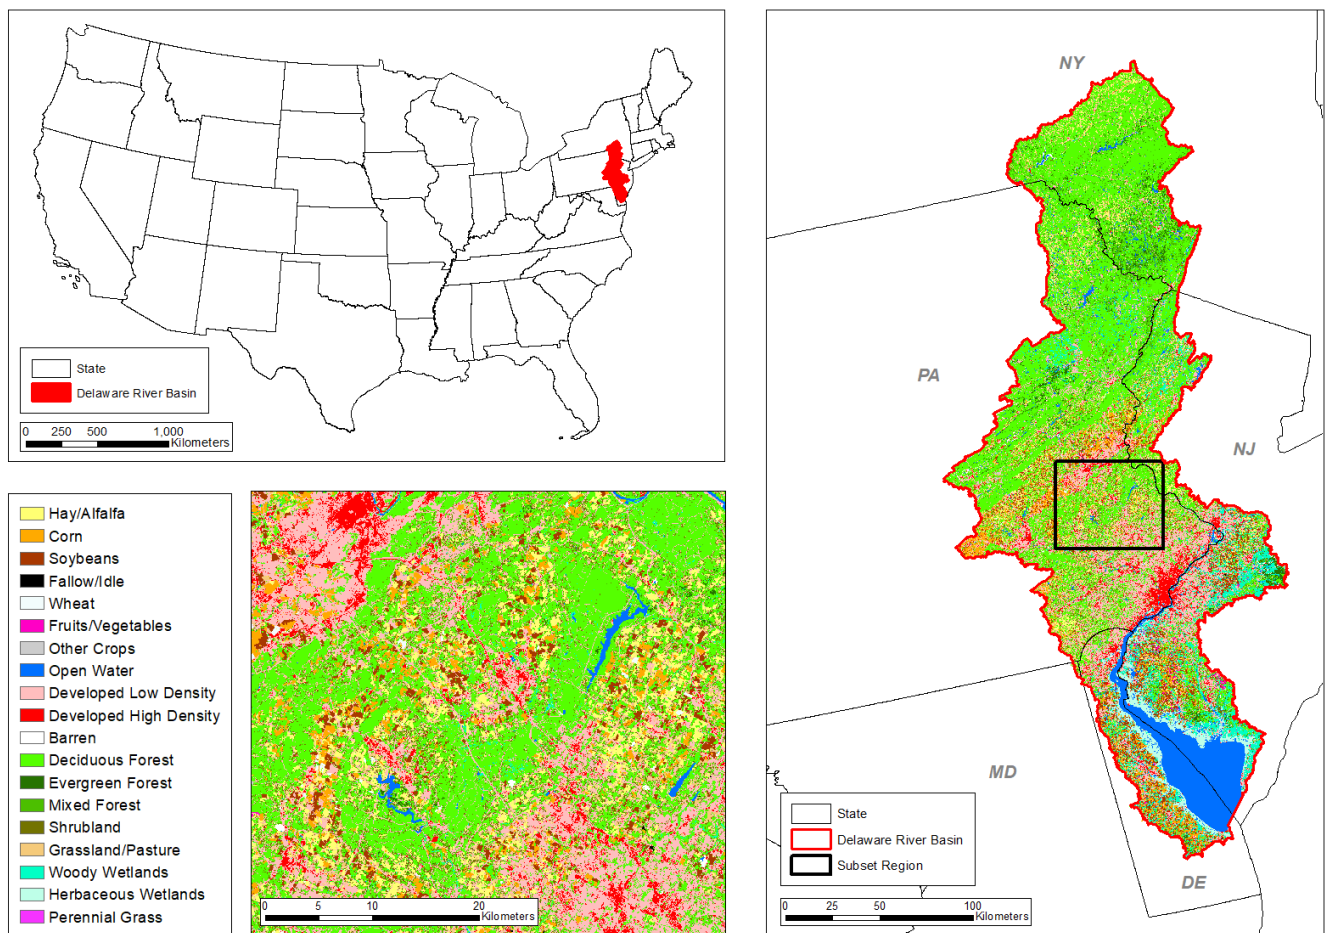 State
Delaware River Basin
0 250 500 1,000
Kilometers
Hay/Alfalfa
Corn
Soybeans
Fallow/Idle
Wheat
Fruits/Vegetables
Other Crops
Open Water
Developed Low Density
Developed High Density
Barren
Deciduous Forest
Evergreen Forest
Mixed Forest
Shrubland
Grassland/Pasture
Woody Wetlands
Herbaceous Wetlands
Perennial Grass
0 5 10 20
Kilometers
NY
PA
NJ
MD
DE
State
Delaware River Basin
Subset Region
0 25 50 100
Kilometers